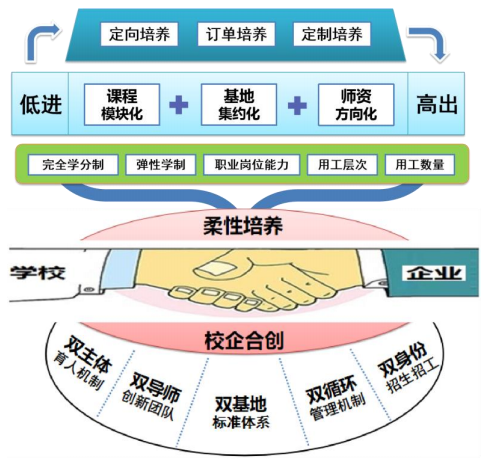 定向培养 订单培养 定制培养
低进 课程 基地 师资 高出
模块化 集约化 方向化
完全学分制 弹性学制 职业岗位能力 用工层次 用工数量
柔性培养
学校 企业
校企合创
双主体 双导师 双基地 双循环 双身份
育人机制 创新团队 标准体系 管理机制 招生招工